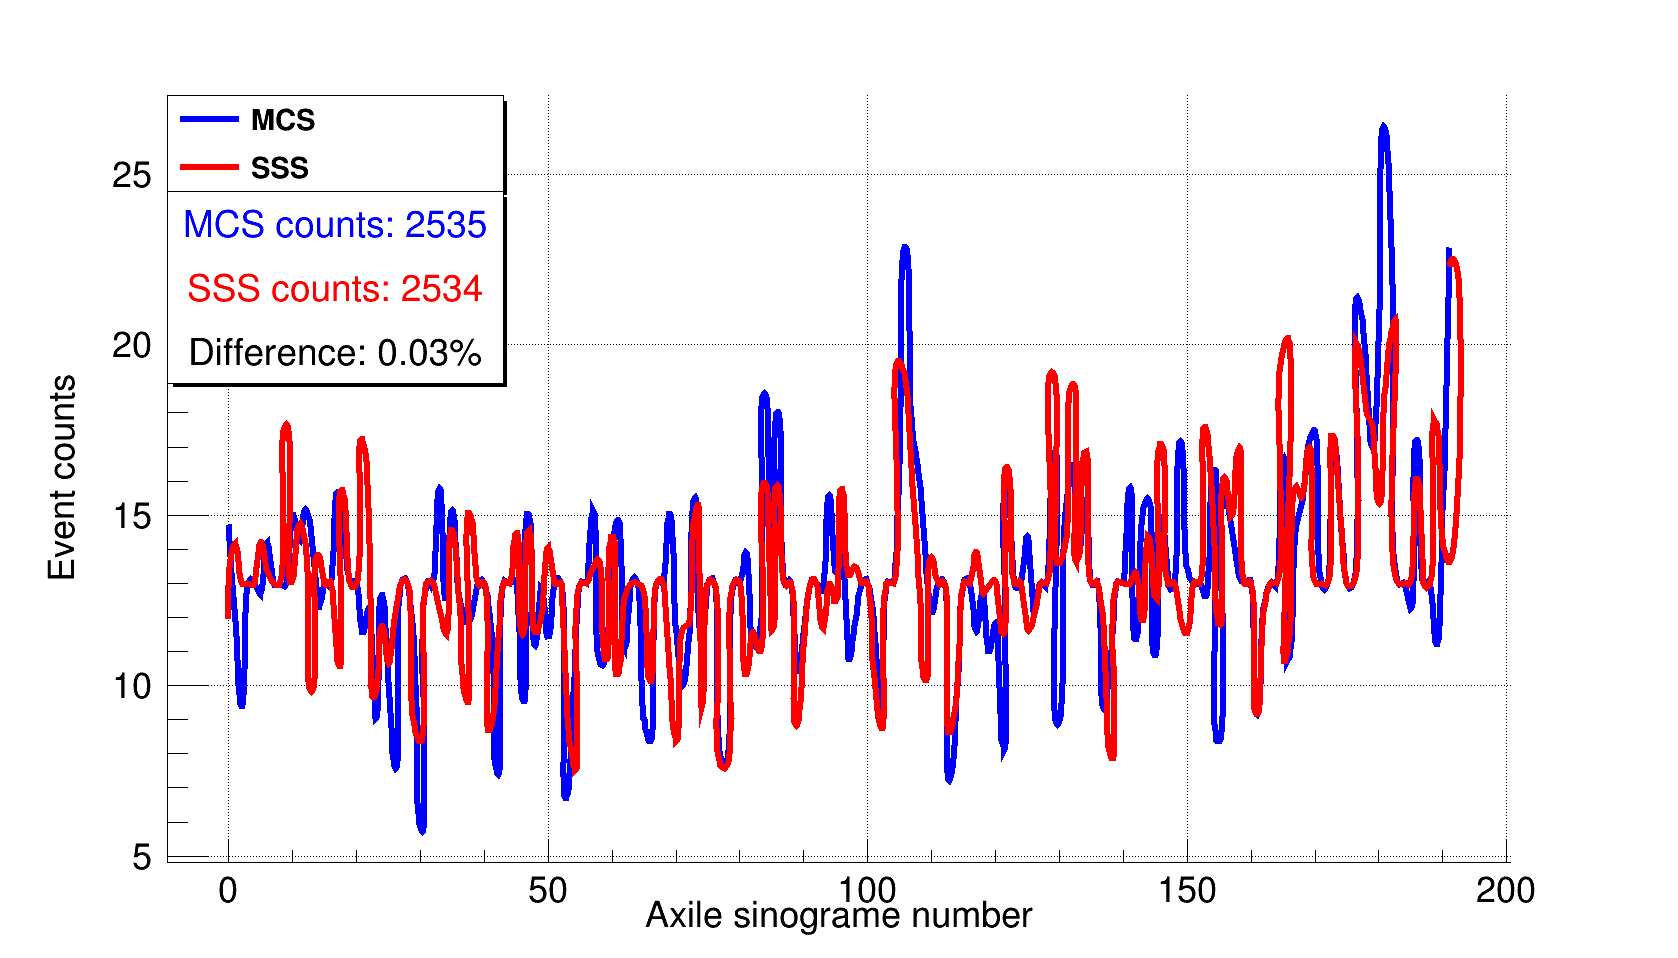 MCS
SSS
MCS counts: 2535
SSS counts: 2534
Difference: 0.03%
25
20
15
10
5
Event counts
0 50 100 150 200
Axile sinograme number